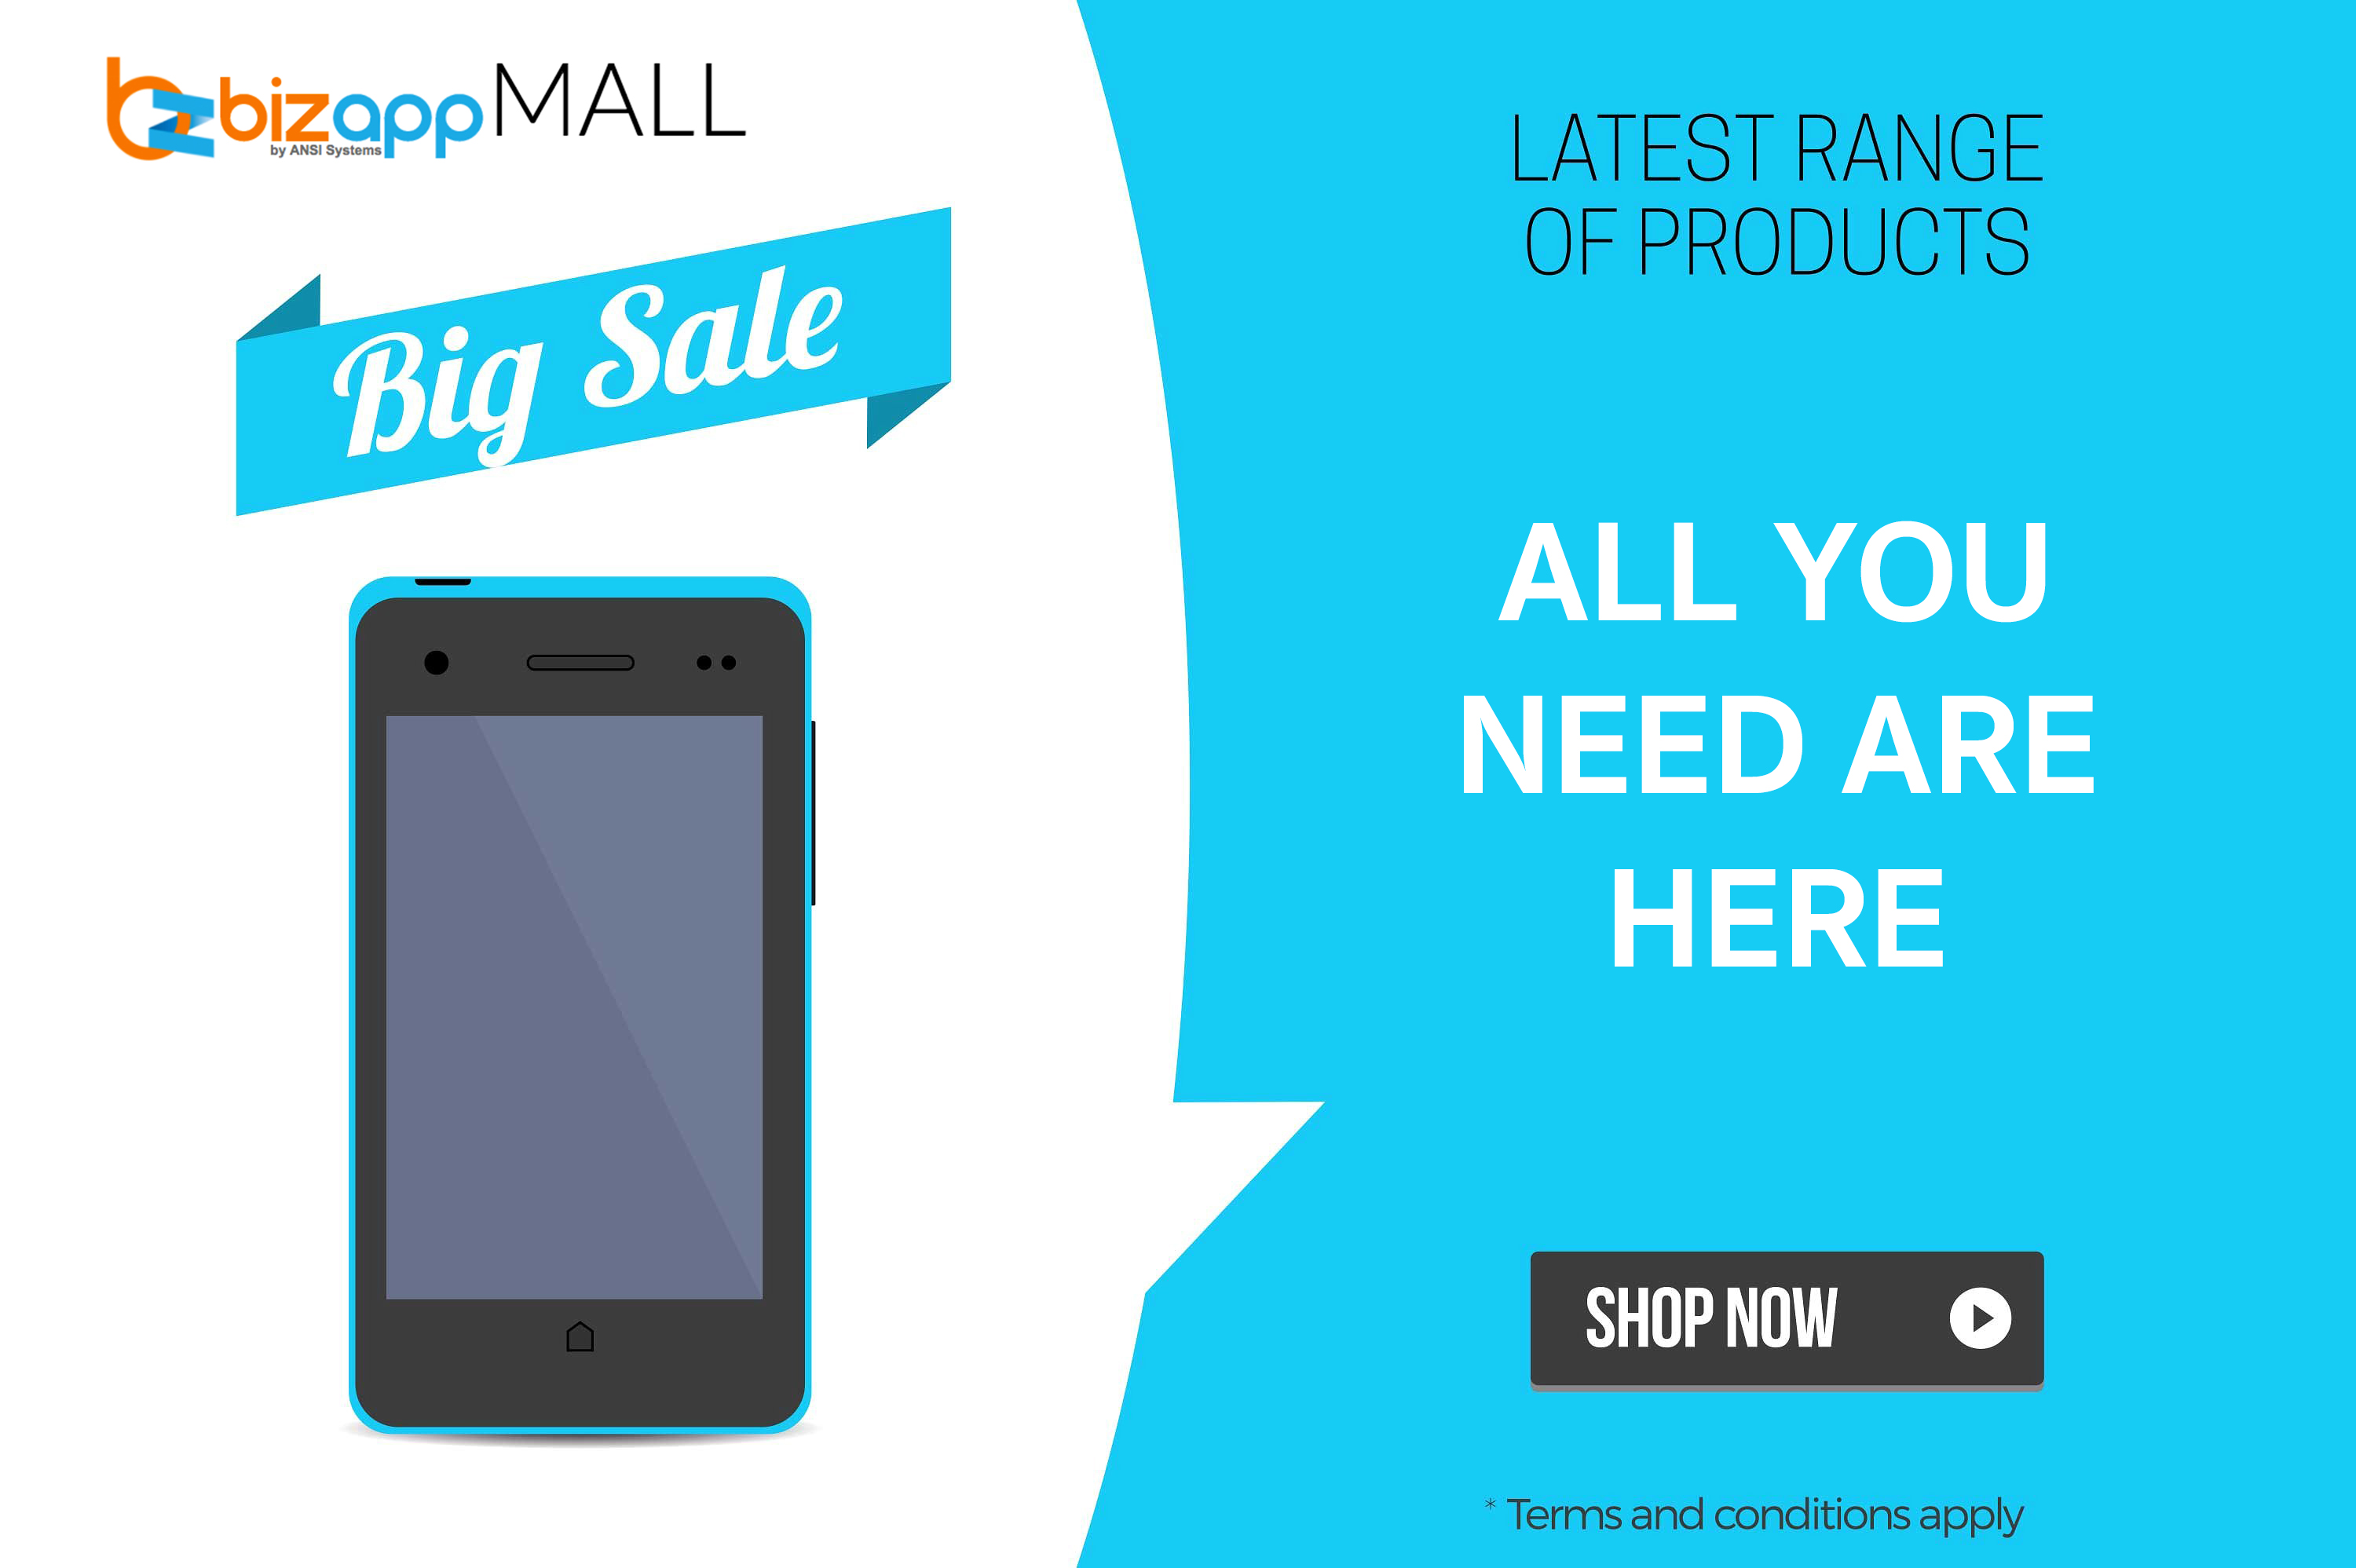 bizapp MALL
by ANSI Systems
Big Sale
LATEST RANGE
OF PRODUCTS
ALL YOU
NEED ARE
HERE
SHOP NOW
* Terms and conditions apply